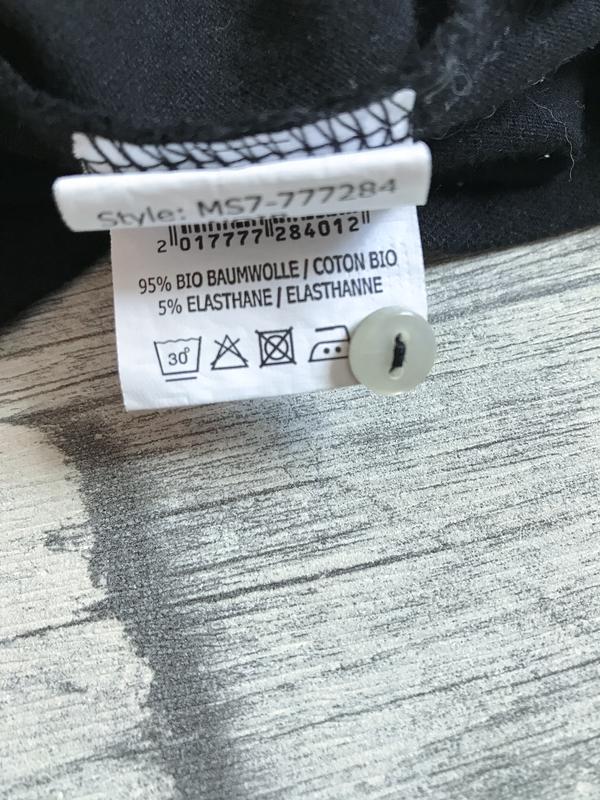 Style: MS7-777284
2 017777 284012
95% BIO BAUMWOLLE / COTON BIO
5% ELASTHANE / ELASTHANNE
30°